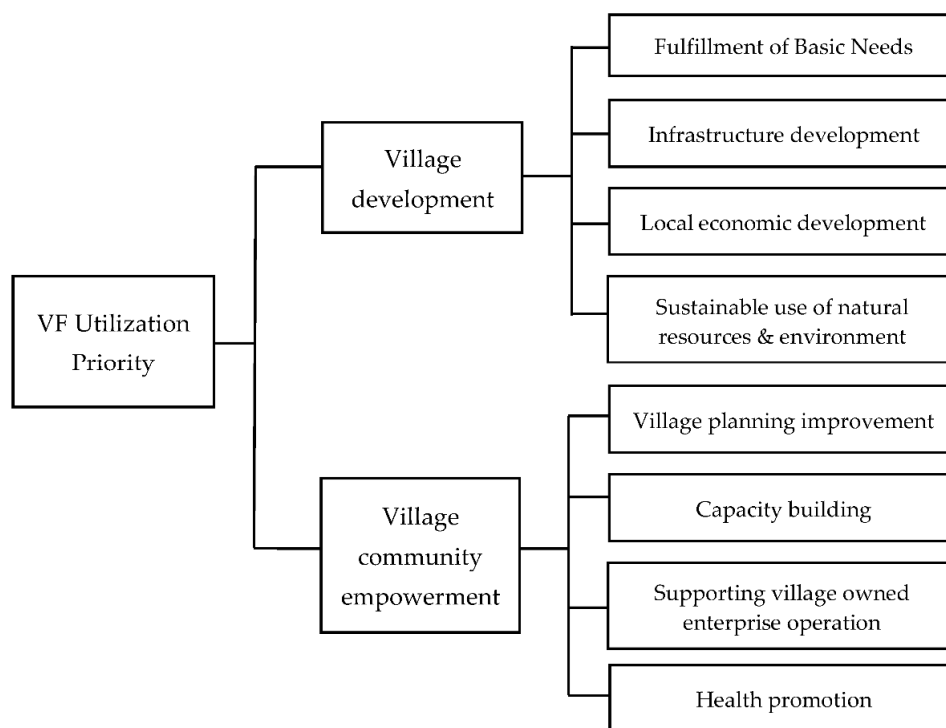 VF Utilization
Priority
Village
development
Fulfillment of Basic Needs
Infrastructure development
Local economic development
Sustainable use of natural
resources & environment
Village
community
empowerment
Village planning improvement
Capacity building
Supporting village owned
enterprise operation
Health promotion